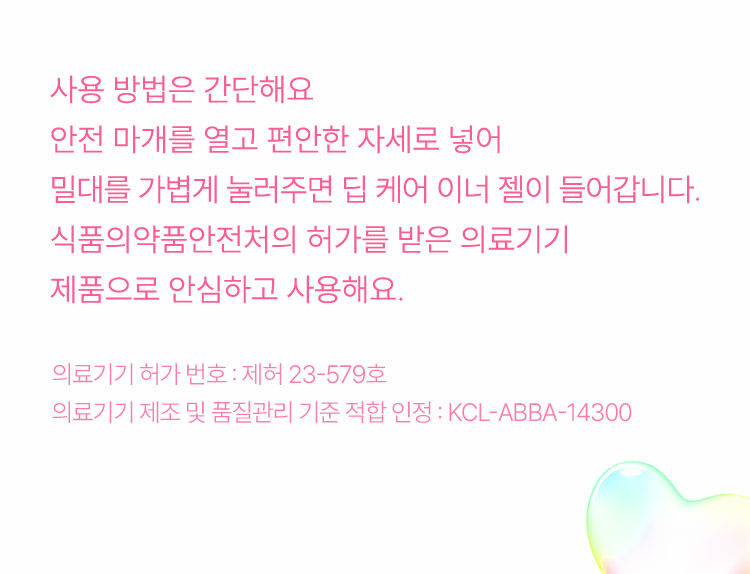 사용 방법은 간단해요
안전 마개를 열고 편안한 자세로 넣어
밀대를 가볍게 눌러주면 딥 케어 이너 젤이 들어갑니다.
식품의약품안전처의 허가를 받은 의료기기
제품으로 안심하고 사용해요.
의료기기 허가 번호 : 제허 23-579호
의료기기 제조 및 품질관리 기준 적합 인정 : KCL-ABBA-14300